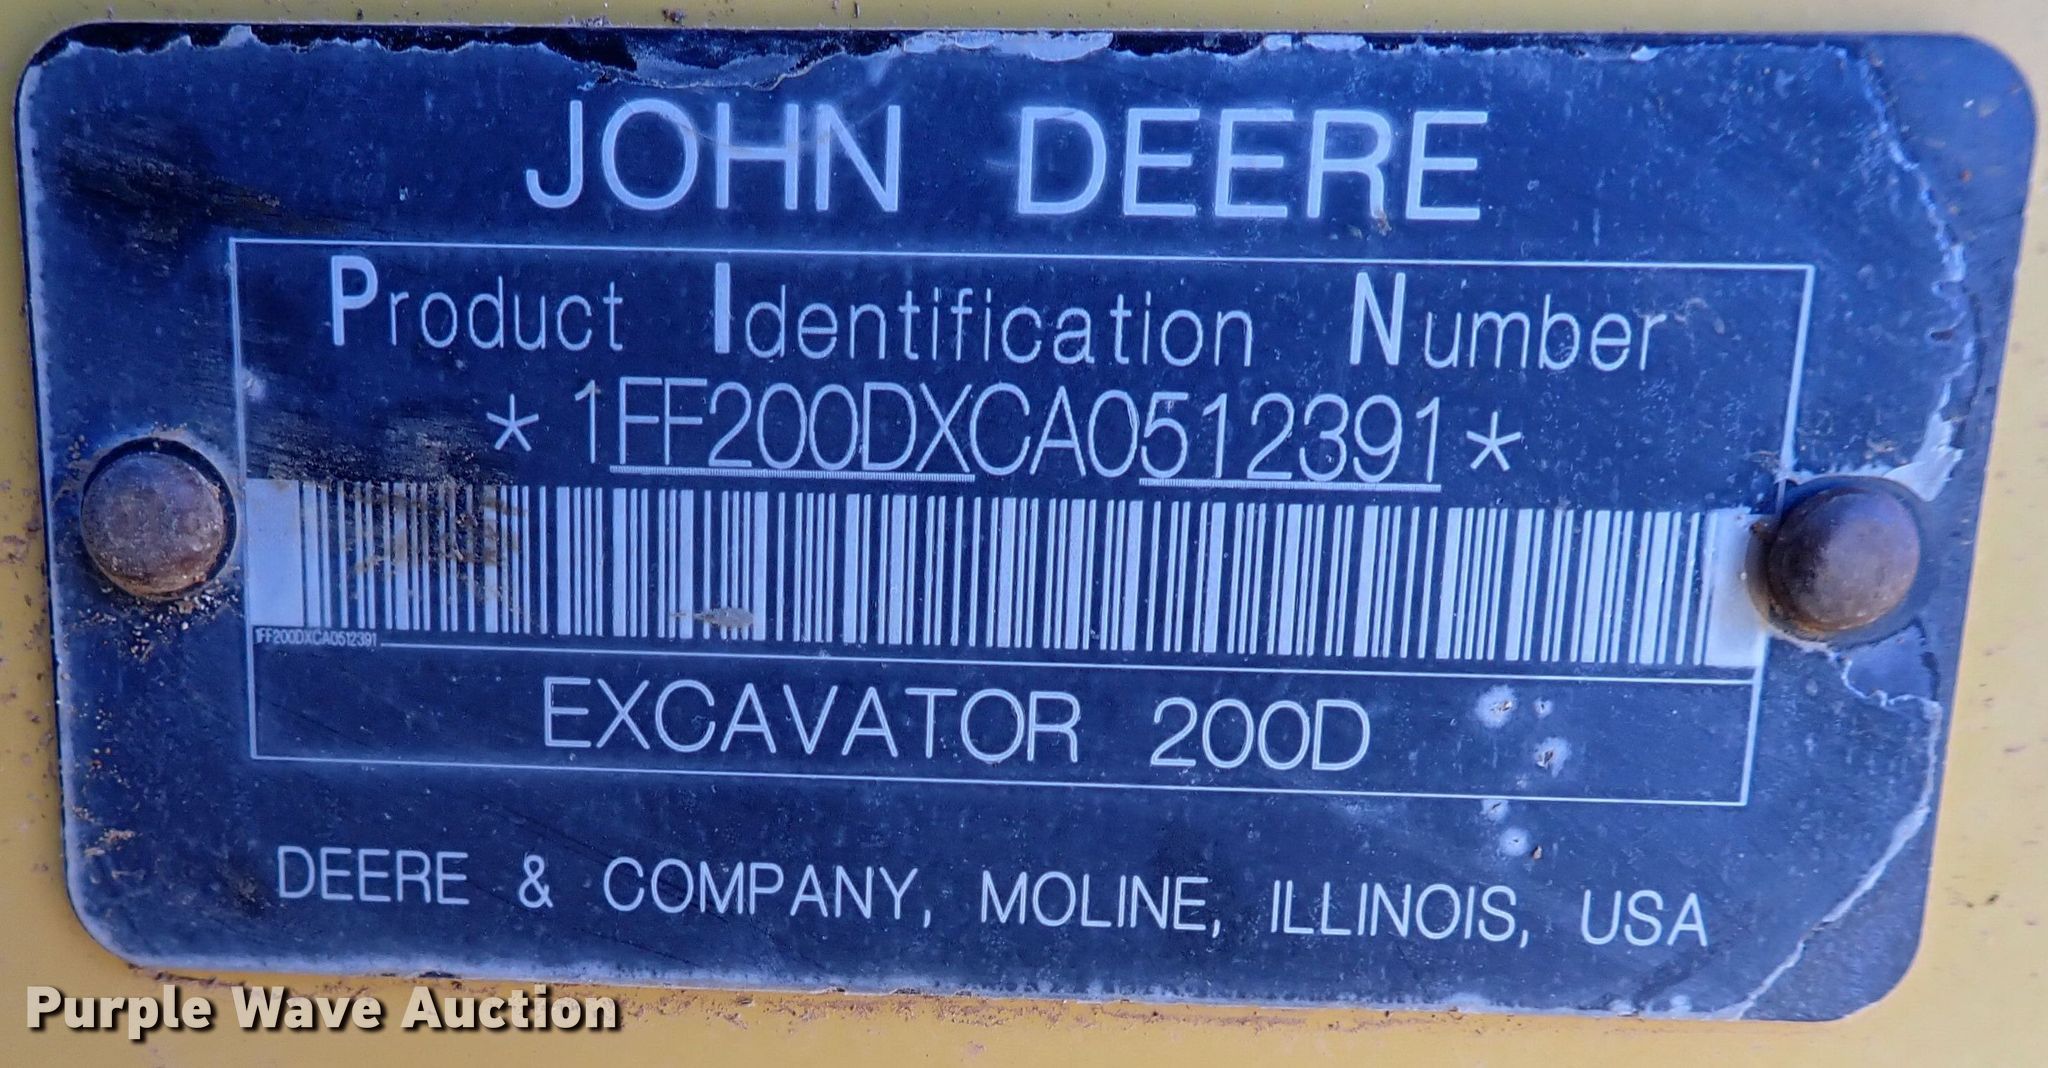 JOHN DEERE
Product Identification Number
*1FF200DXCA0512391*
1FF200DXCA0512391
EXCAVATOR 200D
DEERE & COMPANY, MOLINE, ILLINOIS, USA
Purple Wave Auction